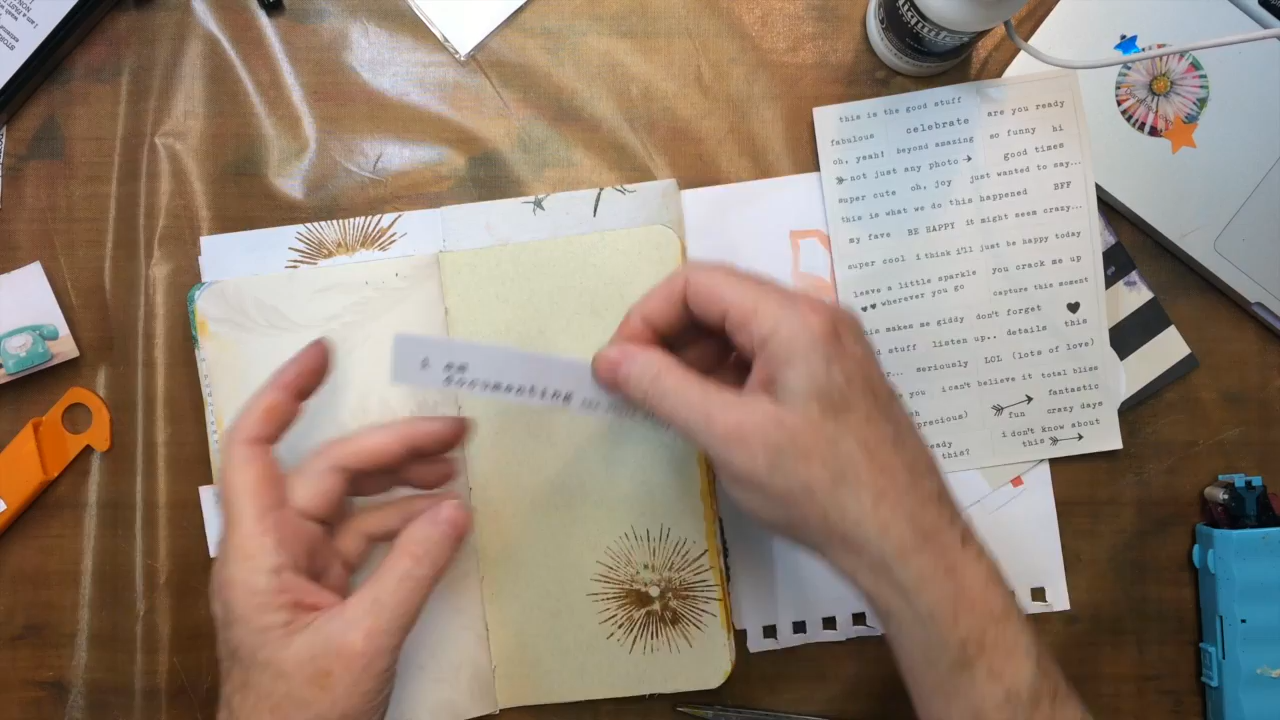 this is the good stuff
are you ready
fabulous
celebrate
so funny
hi
oh, yeah!
beyond amazing
good times
not just any photo
super cute
oh, joy
just wanted to say...
this is what we do
this happened
BFF
my fave
BE HAPPY
it might seem crazy...
super cool
i think i'll just be happy today
leave a little sparkle
wherever you go
you crack me up
capture this moment
this makes me giddy
don't forget
stuff
listen up..
details
this
seriously
LOL (lots of love)
you
i can't believe it
total bliss
fun
fantastic
crazy days
i don't know about
this
this?
documenting